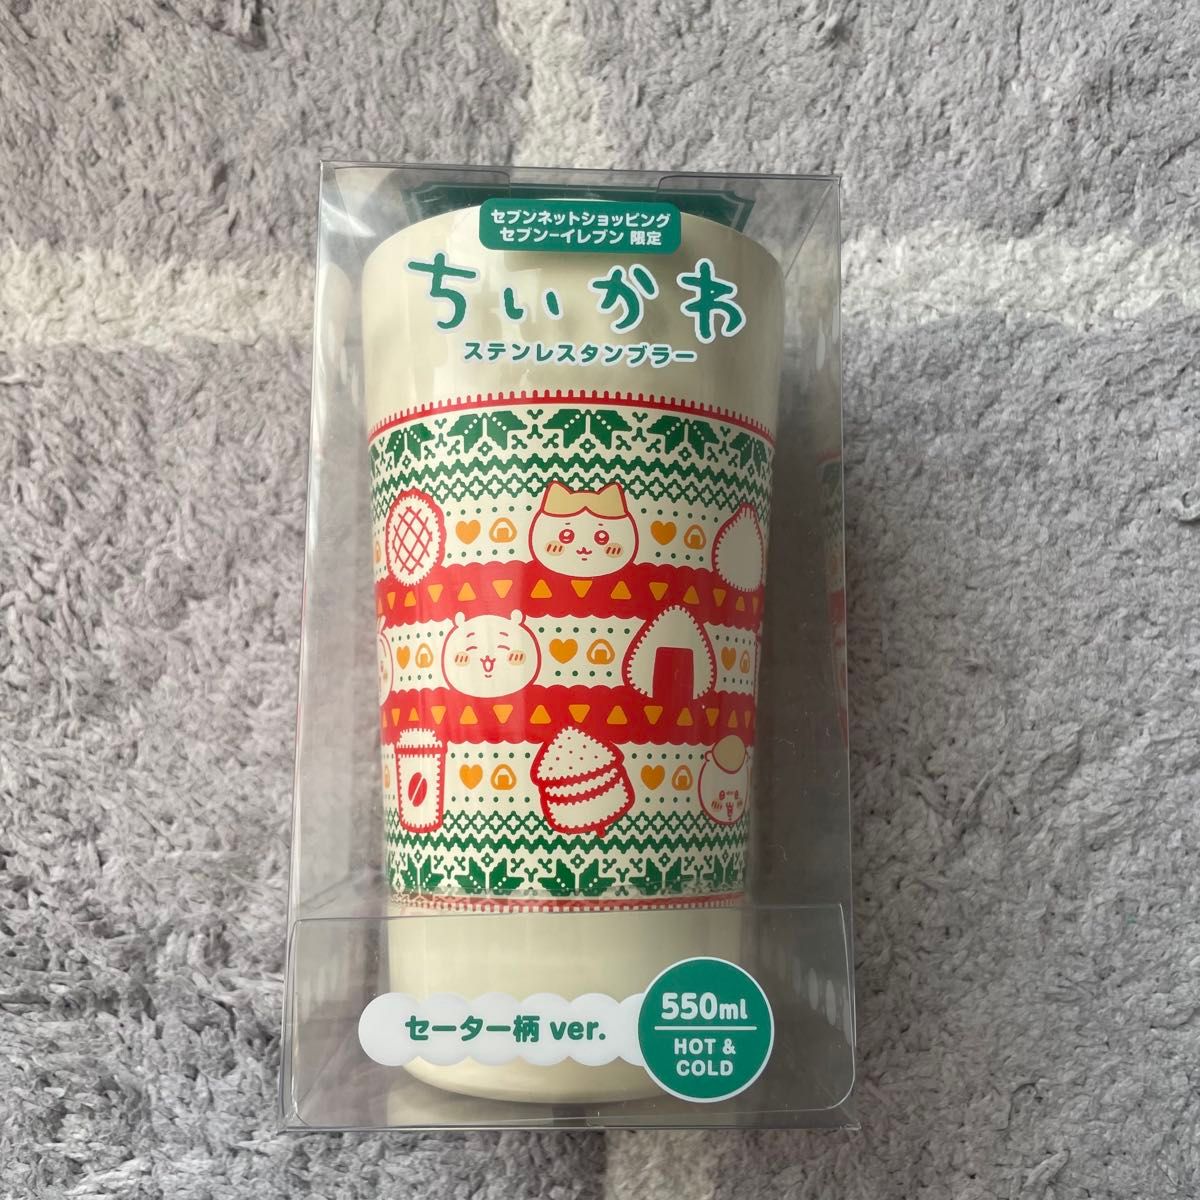 セブンネットショッピング
セブン-イレブン 限定
ちいかわ
ステンレスタンブラー
セーター柄 ver.
550ml
HOT &
COLD